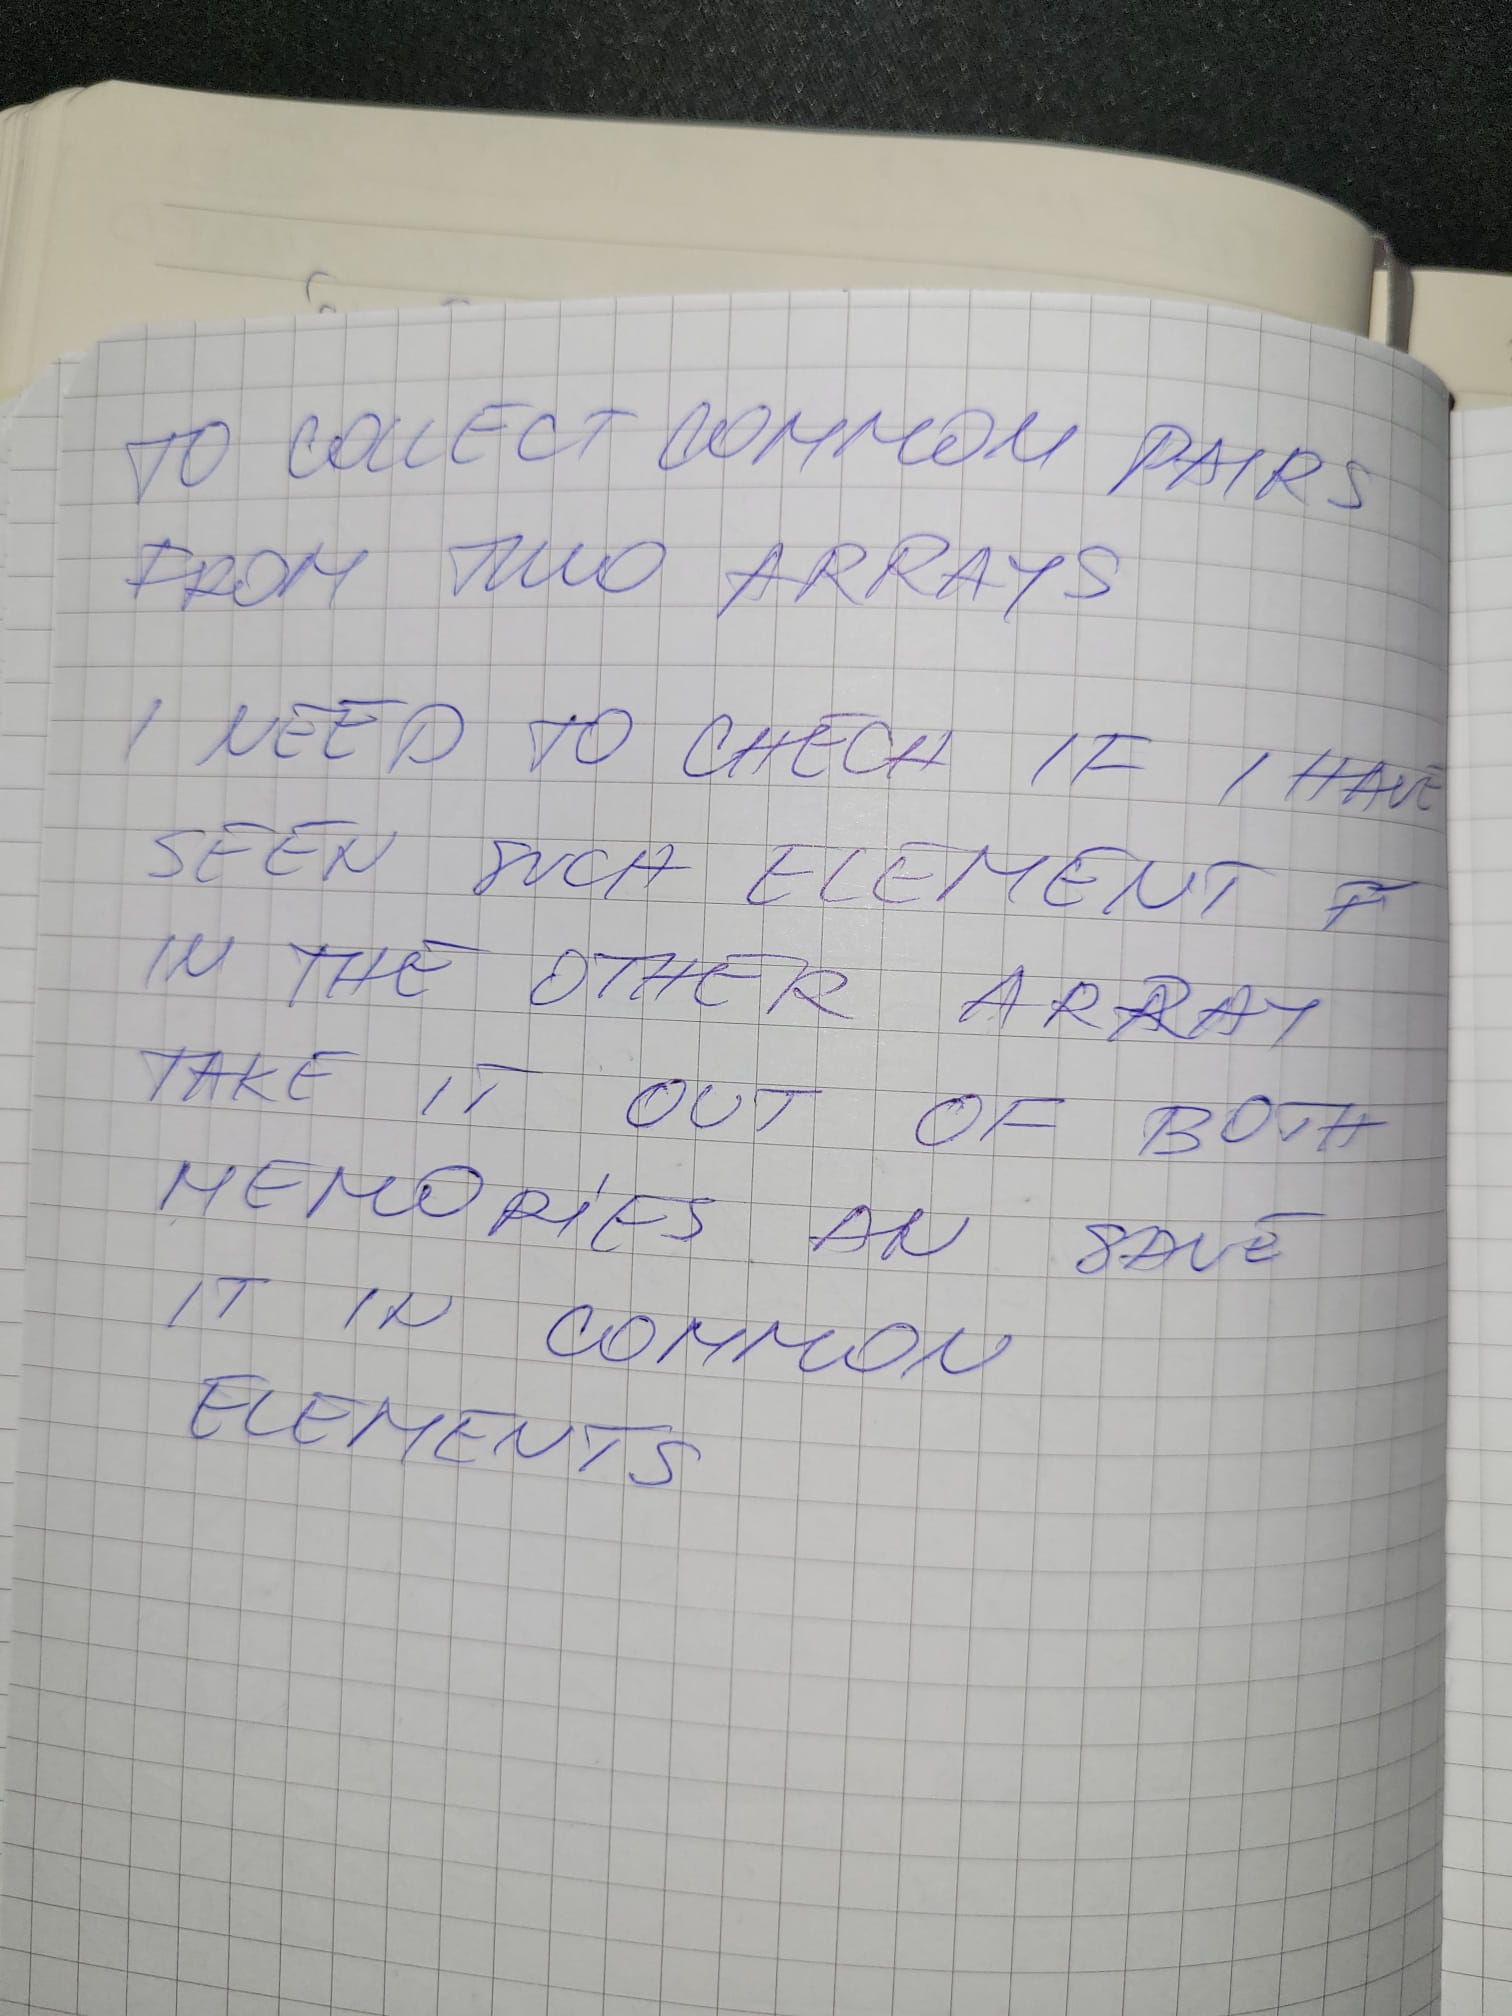 TO COLLECT COMMON PAIRS
FROM TWO ARRAYS
I NEED TO CHECH IF I HAVE
SEEN SUCH ELEMENT
IN THE OTHER ARRAY
TAKE IT OUT OF BOTH
MEMORIES AN SAVE
IT IN COMMON
ELEMENTS